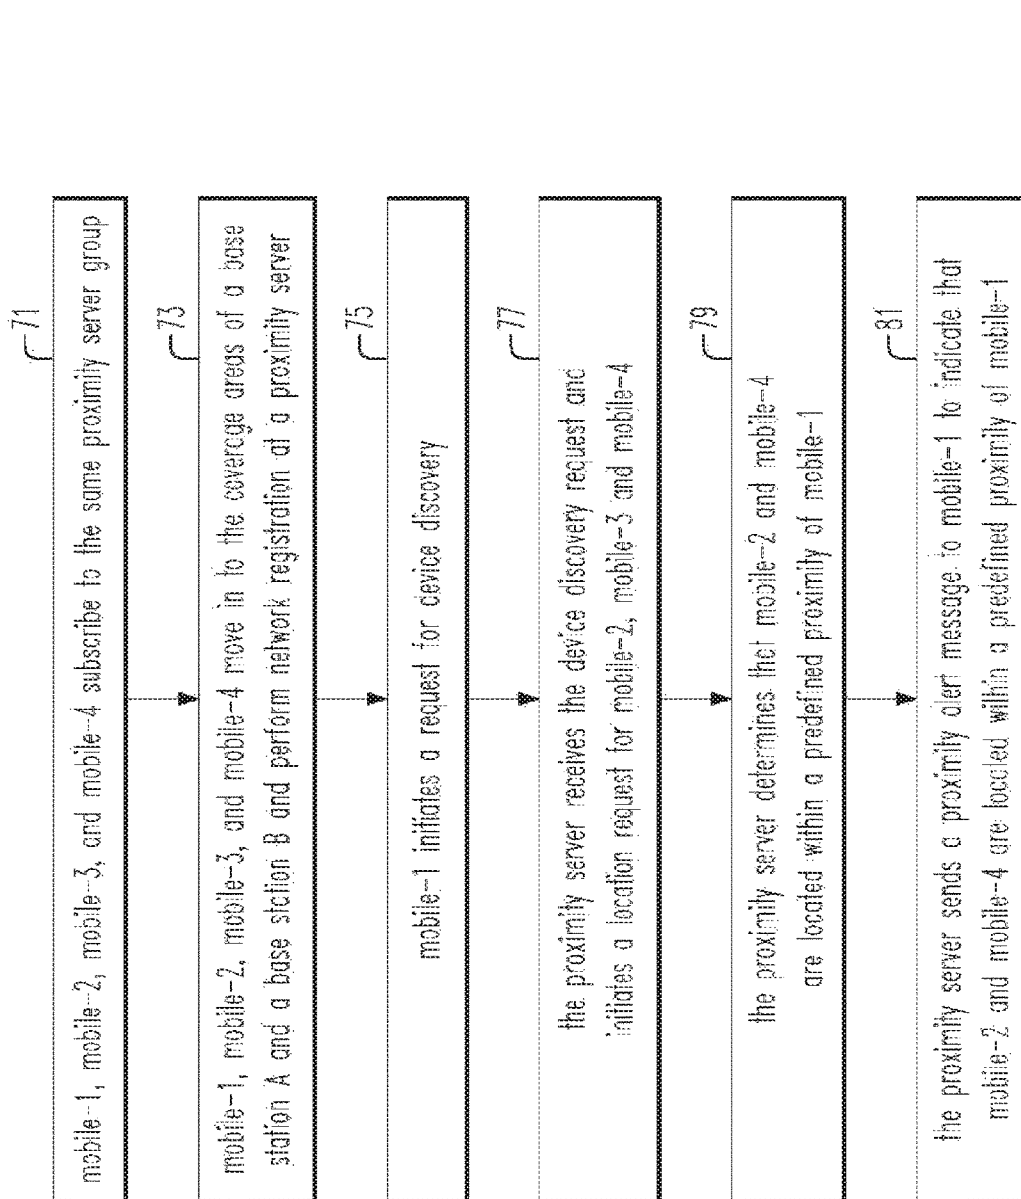 71
mobile-1, mobile-2, mobile-3, and mobile-4 subscribe to the same proximity server group
73
mobile-1, mobile-2, mobile-3, and mobile-4 move in to the coverage areas of a base
station A and a base station B and perform network registration at a proximity server
75
mobile-1 initiates a request for device discovery
77
the proximity server receives the device discovery request and
initiates a location request for mobile-2, mobile-3 and mobile-4
79
the proximity server determines that mobile-2 and mobile-4
are located within a predefined proximity of mobile-1
81
the proximity server sends a proximity alert message to mobile-1 to indicate that
mobile-2 and mobile-4 are located within a predefined proximity of mobile-1